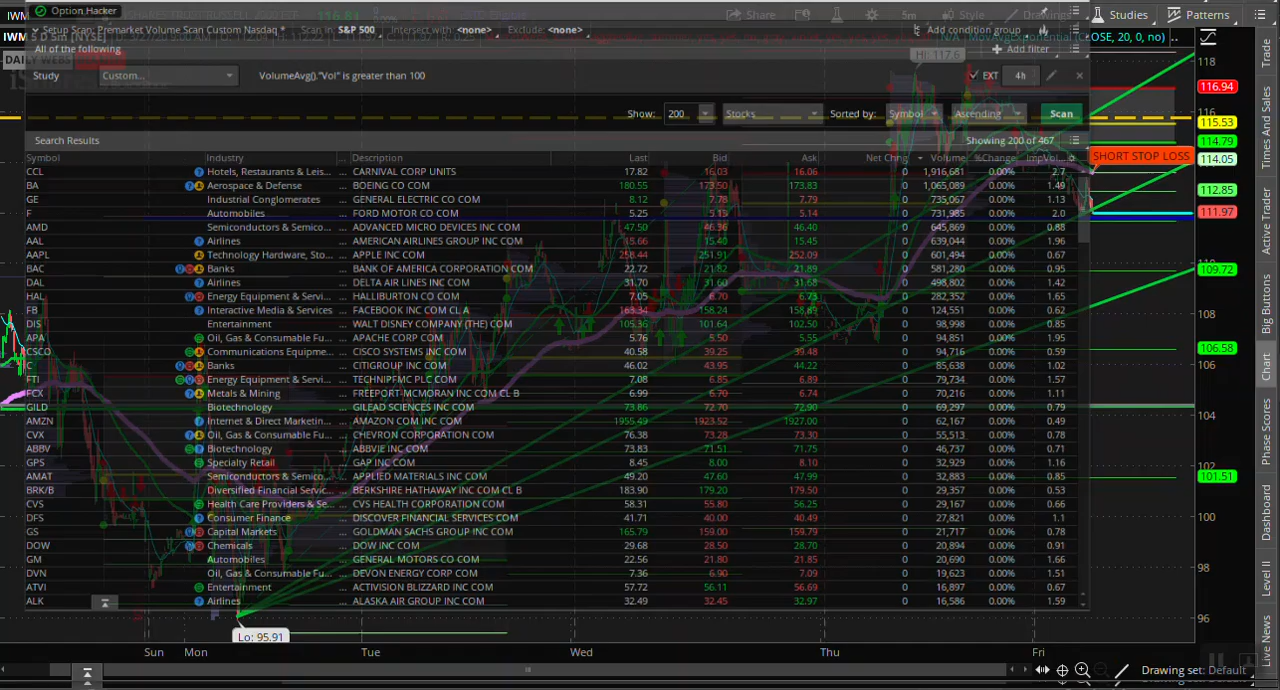 Option Hacker
Setup Scan: Premarket Volume Scan Custom Nasdaq Scan in: S&P 500 Intersect with <none> Exclude: <none> Add condition group
All of the following Add filter
Study Custom... VolumeAvg()."Vol" is greater than 100 EXT 4h
Show: 200 Stocks Sorted by: Symbol Ascending Scan
Search Results Showing 200 of 467
Symbol Industry ... Description Last Bid Ask Net Chng Volume %Change ImpVol...
CCL Hotels, Restaurants & Leis... ... CARNIVAL CORP UNITS 17.82 16.03 16.06 0 1,916,681 2.7
BA Aerospace & Defense ... BOEING CO COM 180.55 173.50 173.83 0 1,065,089 0.00% 1.49
GE Industrial Conglomerates ... GENERAL ELECTRIC CO COM 8.12 7.78 7.79 0 735,067 0.00% 1.13
F Automobiles ... FORD MOTOR CO COM 5.25 5.13 5.14 0 731,985 0.00% 2.0
AMD Semiconductors & Semico... ... ADVANCED MICRO DEVICES INC COM 47.50 46.36 46.40 0 645,869 0.00% 0.88
AAL Airlines ... AMERICAN AIRLINES GROUP INC COM 15.66 15.40 15.45 0 639,044 0.00% 1.96
AAPL Technology Hardware, Sto... ... APPLE INC COM 258.44 251.91 252.09 0 601,494 0.00% 0.67
BAC Banks ... BANK OF AMERICA CORPORATION COM 22.72 21.82 21.89 0 581,280 0.00% 0.95
DAL Airlines ... DELTA AIR LINES INC COM 31.70 31.60 31.68 0 498,802 0.00% 1.42
HAL Energy Equipment & Servi... ... HALLIBURTON CO COM 7.05 6.70 6.73 0 282,352 0.00% 1.65
FB Interactive Media & Services ... FACEBOOK INC COM CL A 163.34 158.24 158.89 0 124,551 0.00% 0.62
DIS Entertainment ... WALT DISNEY COMPANY (THE) COM 105.36 101.64 102.50 0 98,998 0.00% 0.85
APA Oil, Gas & Consumable Fu... ... APACHE CORP COM 5.76 5.50 5.55 0 94,851 0.00% 1.95
CSCO Communications Equipme... ... CISCO SYSTEMS INC COM 40.58 39.25 39.48 0 94,716 0.00% 0.59
C Banks ... CITIGROUP INC COM 46.02 43.95 44.22 0 85,638 0.00% 1.02
FTI Energy Equipment & Servi... ... TECHNIPFMC PLC COM 7.08 6.85 6.89 0 79,734 0.00% 1.57
FCX Metals & Mining ... FREEPORT-MCMORAN INC COM CL B 6.99 6.70 6.74 0 70,216 0.00% 1.11
GILD Biotechnology ... GILEAD SCIENCES INC COM 73.86 72.70 72.90 0 69,297 0.00% 0.79
AMZN Internet & Direct Marketin... ... AMAZON COM INC COM 1955.49 1923.52 1927.00 0 62,167 0.00% 0.49
CVX Oil, Gas & Consumable Fu... ... CHEVRON CORPORATION COM 76.38 73.28 73.30 0 55,513 0.00% 0.78
ABBV Biotechnology ... ABBVIE INC COM 73.83 71.51 71.75 0 46,737 0.00% 0.71
GPS Specialty Retail ... GAP INC COM 8.45 8.00 8.10 0 32,929 0.00% 1.16
AMAT Semiconductors & Semico... ... APPLIED MATERIALS INC COM 49.20 47.60 47.99 0 32,883 0.00% 0.85
BRK/B Diversified Financial Servic... ... BERKSHIRE HATHAWAY INC COM CL B 183.90 179.20 179.50 0 29,357 0.00% 0.53
CVS Health Care Providers & Se... ... CVS HEALTH CORPORATION COM 58.31 55.80 56.25 0 29,167 0.00% 0.66
DFS Consumer Finance ... DISCOVER FINANCIAL SERVICES COM 41.71 40.00 40.49 0 27,821 0.00% 1.1
GS Capital Markets ... GOLDMAN SACHS GROUP INC COM 165.79 159.00 159.79 0 21,717 0.00% 0.78
DOW Chemicals ... DOW INC COM 29.68 28.50 28.70 0 20,894 0.00% 0.91
GM Automobiles ... GENERAL MOTORS CO COM 22.56 21.80 21.85 0 20,690 0.00% 1.66
DVN Oil, Gas & Consumable Fu... ... DEVON ENERGY CORP COM 7.36 6.90 7.09 0 19,623 0.00% 1.51
ATVI Entertainment ... ACTIVISION BLIZZARD INC COM 57.72 56.11 56.69 0 16,897 0.00% 0.67
ALK Airlines ... ALASKA AIR GROUP INC COM 32.49 32.45 32.97 0 16,586 0.00% 1.59
IWM
Share 5m Style Drawings Studies Patterns
IWM 5 D 5m [NYSE]
MovAvgExponential (CLOSE, 20, 0, no) ..
DAILY WEBS
Hi: 117.6
SHORT STOP LOSS
Lo: 95.91
118
116.94
116
115.53
114.79
114.05
112.85
111.97
110
109.72
108
106.58
106
104
102
101.51
100
98
96
Sun Mon Tue Wed Thu Fri
Drawing set: Default
Trade
Times And Sales
Active Trader
Big Buttons
Chart
Phase Scores
Dashboard
Level II
Live News